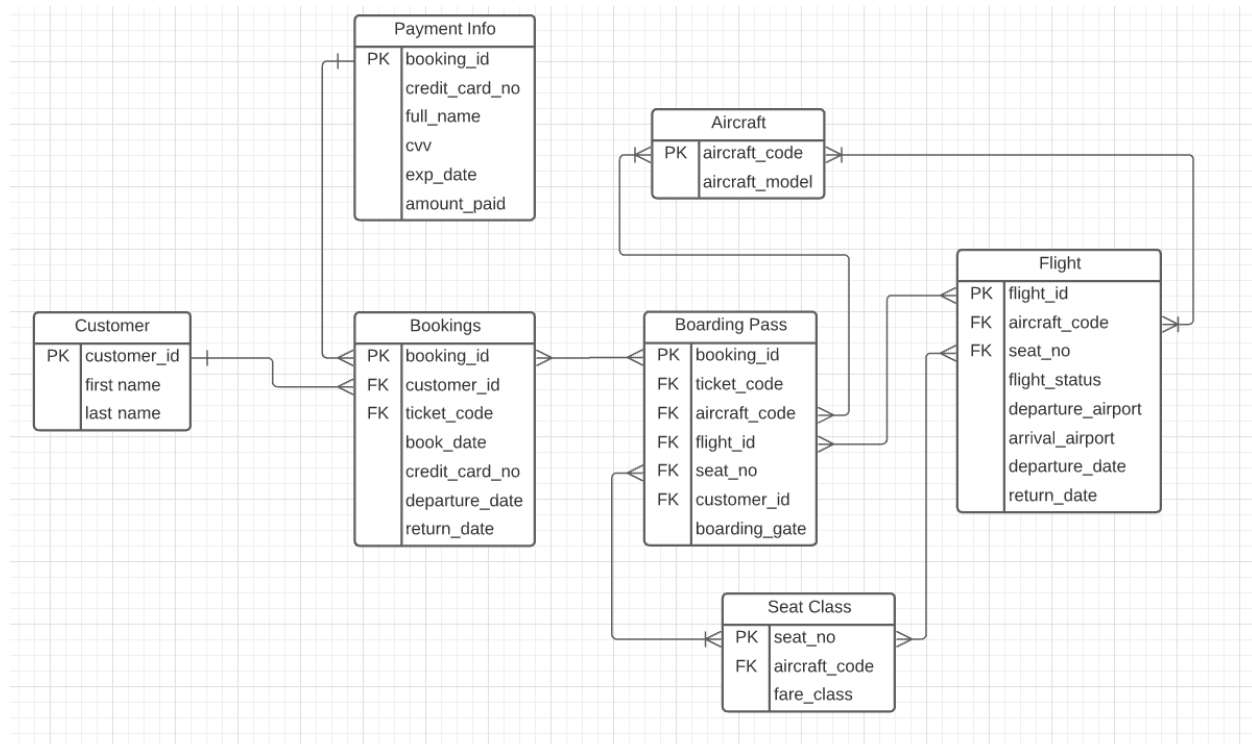 Payment Info
PK booking_id
credit_card_no
full_name
cvv
exp_date
amount_paid
Aircraft
PK aircraft_code
aircraft_model
Flight
PK flight_id
FK aircraft_code
FK seat_no
flight_status
departure_airport
arrival_airport
departure_date
return_date
Customer
PK customer_id
first name
last name
Bookings
PK booking_id
FK customer_id
FK ticket_code
book_date
credit_card_no
departure_date
return_date
Boarding Pass
PK booking_id
FK ticket_code
FK aircraft_code
FK flight_id
FK seat_no
FK customer_id
boarding_gate
Seat Class
PK seat_no
FK aircraft_code
fare_class